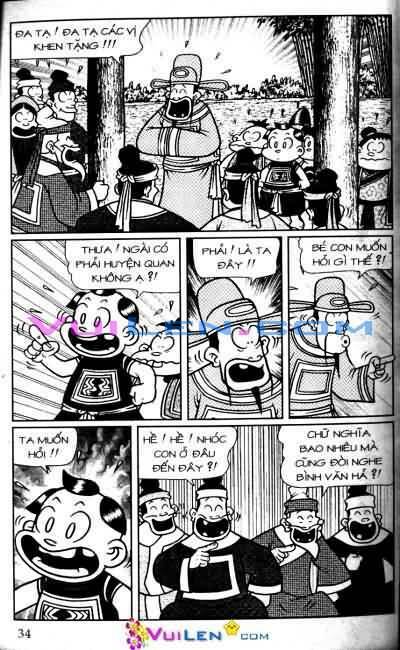 ĐA TẠ! ĐA TẠ CÁC VỊ
KHEN TẶNG!!!
THƯA! NGÀI CÓ
PHẢI HUYỆN QUAN
KHÔNG Ạ?!
PHẢI! LÀ TA
ĐÂY!!
BÉ CON MUỐN
HỎI GÌ THẾ?!
VUILEN.COM
TA MUỐN
HỎI!!
HỀ! HỀ! NHÓC
CON Ở ĐÂU
ĐẾN ĐÂY?!
CHỮ NGHĨA
BAO NHIÊU MÀ
CŨNG ĐÒI NGHE
BÌNH VĂN HẢ?!
34
VUILEN.COM